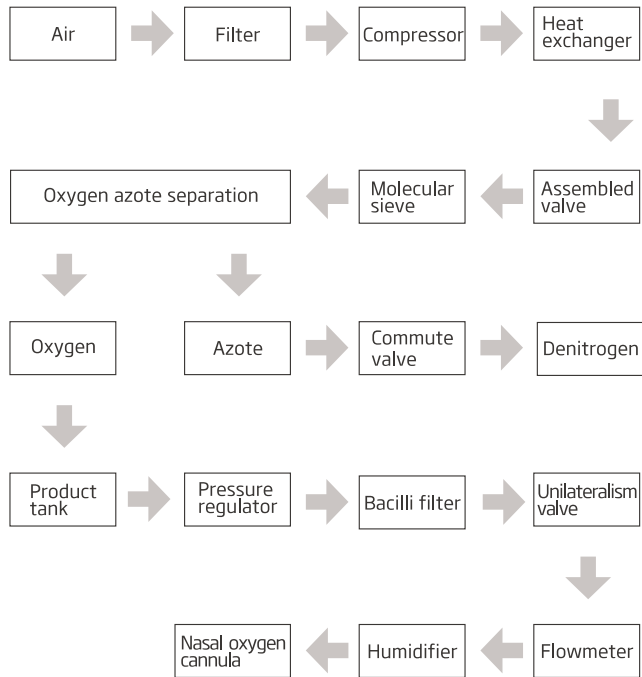 Air
Filter
Compressor
Heat
exchanger
Oxygen azote separation
Molecular
sieve
Assembled
valve
Oxygen
Azote
Commute
valve
Denitrogen
Product
tank
Pressure
regulator
Bacilli filter
Unilateralism
valve
Nasal oxygen
cannula
Humidifier
Flowmeter